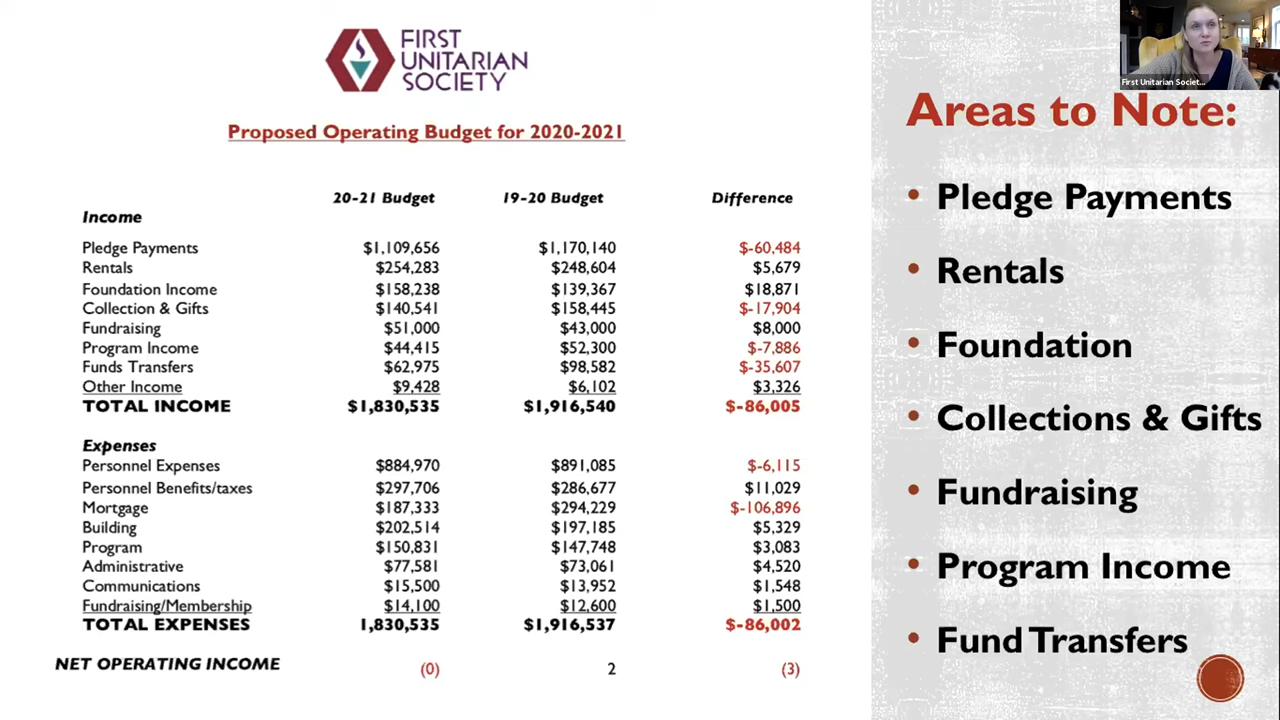 FIRST
UNITARIAN
SOCIETY
Proposed Operating Budget for 2020-2021
20-21 Budget 19-20 Budget Difference
Income
Pledge Payments $1,109,656 $1,170,140 $-60,484
Rentals $254,283 $248,604 $5,679
Foundation Income $158,238 $139,367 $18,871
Collection & Gifts $140,541 $158,445 $-17,904
Fundraising $51,000 $43,000 $8,000
Program Income $44,415 $52,300 $-7,886
Funds Transfers $62,975 $98,582 $-35,607
Other Income $9,428 $6,102 $3,326
TOTAL INCOME $1,830,535 $1,916,540 $-86,005
Expenses
Personnel Expenses $884,970 $891,085 $-6,115
Personnel Benefits/taxes $297,706 $286,677 $11,029
Mortgage $187,333 $294,229 $-106,896
Building $202,514 $197,185 $5,329
Program $150,831 $147,748 $3,083
Administrative $77,581 $73,061 $4,520
Communications $15,500 $13,952 $1,548
Fundraising/Membership $14,100 $12,600 $1,500
TOTAL EXPENSES 1,830,535 $1,916,537 $-86,002
NET OPERATING INCOME (0) 2 (3)
First Unitarian Societ...
Areas to Note:
• Pledge Payments
• Rentals
• Foundation
• Collections & Gifts
• Fundraising
• Program Income
• Fund Transfers